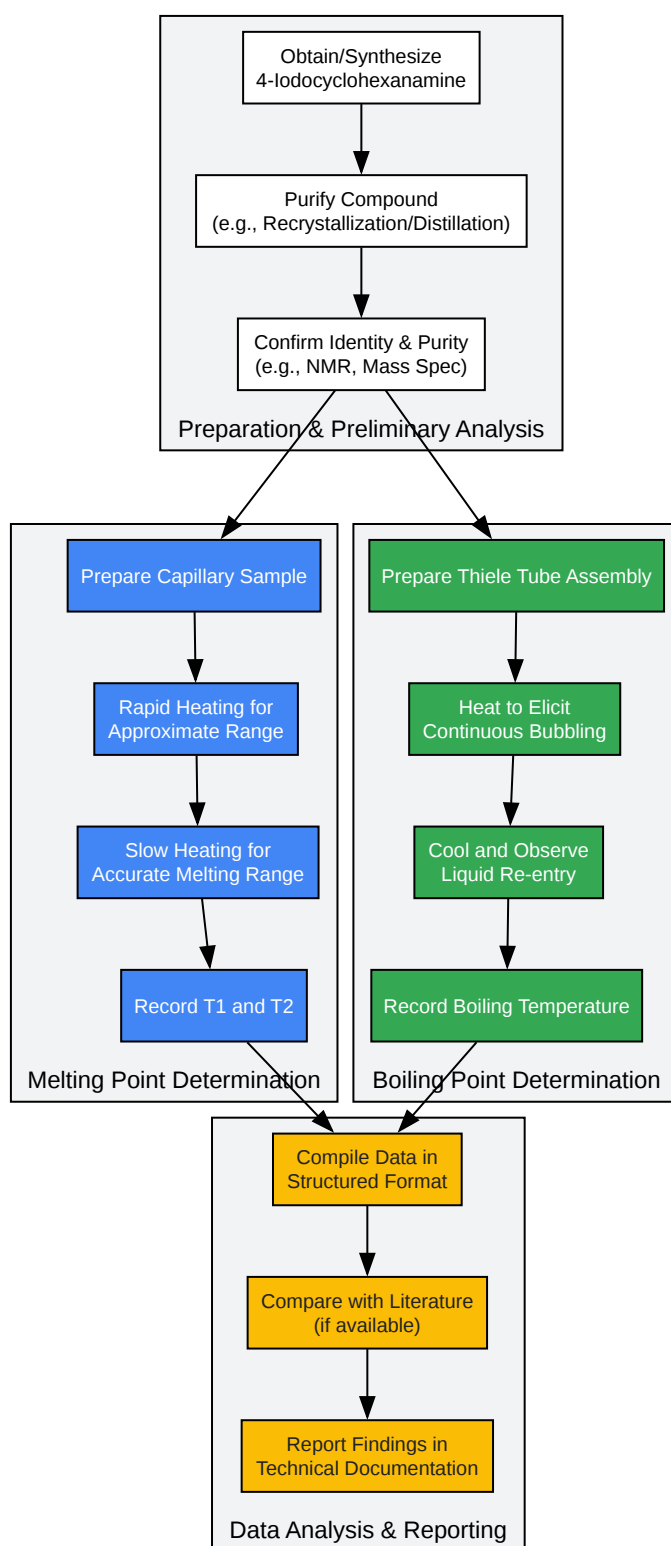 Obtain/Synthesize
4-Iodocyclohexanamine
Purify Compound
(e.g., Recrystallization/Distillation)
Confirm Identity & Purity
(e.g., NMR, Mass Spec)
Preparation & Preliminary Analysis
Prepare Capillary Sample
Rapid Heating for
Approximate Range
Slow Heating for
Accurate Melting Range
Record T1 and T2
Melting Point Determination
Prepare Thiele Tube Assembly
Heat to Elicit
Continuous Bubbling
Cool and Observe
Liquid Re-entry
Record Boiling Temperature
Boiling Point Determination
Compile Data in
Structured Format
Compare with Literature
(if available)
Report Findings in
Technical Documentation
Data Analysis & Reporting